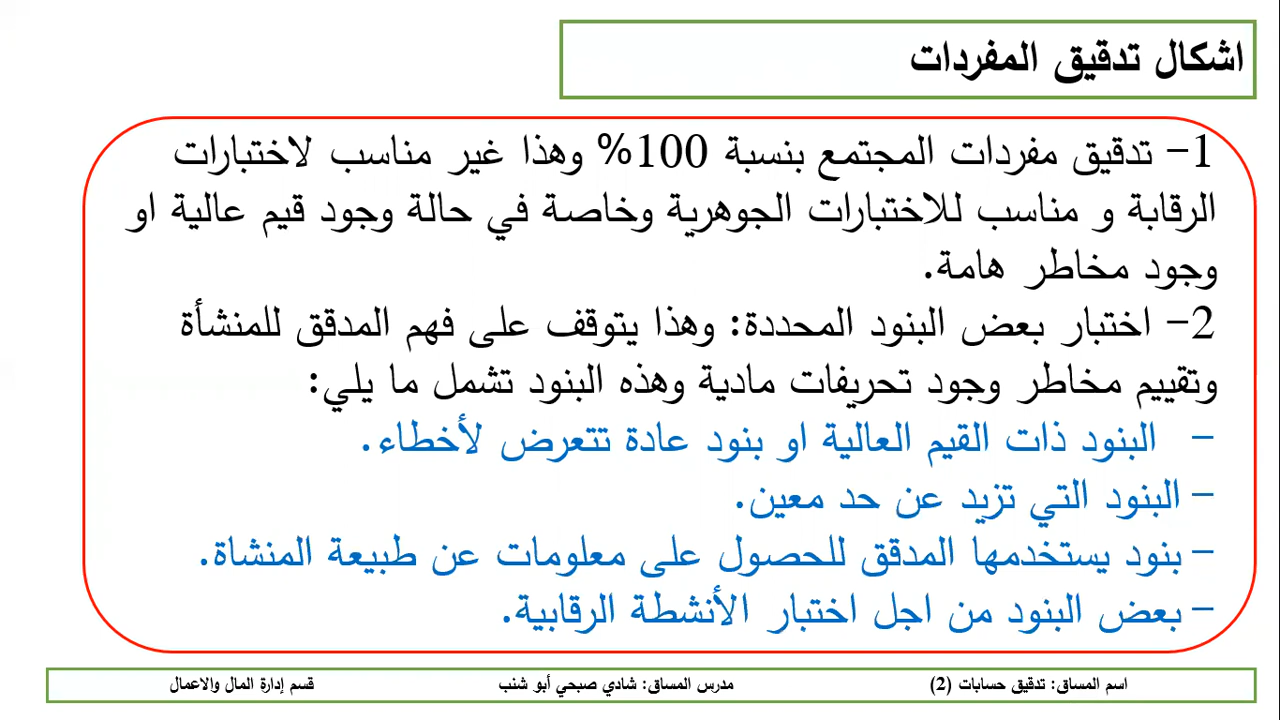 اشكال تدقيق المفردات
1- تدقيق مفردات المجتمع بنسبة 100% وهذا غير مناسب لاختبارات
الرقابة و مناسب للاختبارات الجوهرية وخاصة في حالة وجود قيم عالية او
وجود مخاطر هامة.
2- اختبار بعض البنود المحددة: وهذا يتوقف على فهم المدقق للمنشأة
وتقييم مخاطر وجود تحريفات مادية وهذه البنود تشمل ما يلي:
- البنود ذات القيم العالية او بنود عادة تتعرض لأخطاء.
- البنود التي تزيد عن حد معين.
- بنود يستخدمها المدقق للحصول على معلومات عن طبيعة المنشاة.
- بعض البنود من اجل اختبار الأنشطة الرقابية.
اسم المساق: تدقيق حسابات (2) مدرس المساق: شادي صبحي أبو شنب قسم إدارة المال والاعمال